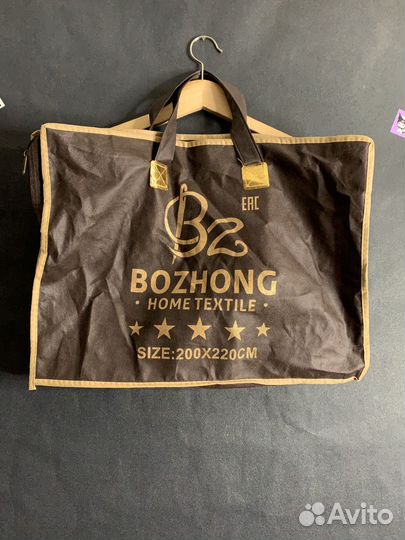 Bz
EAC
BOZHONG
• HOME TEXTILE •
SIZE:200X220CM
Avito